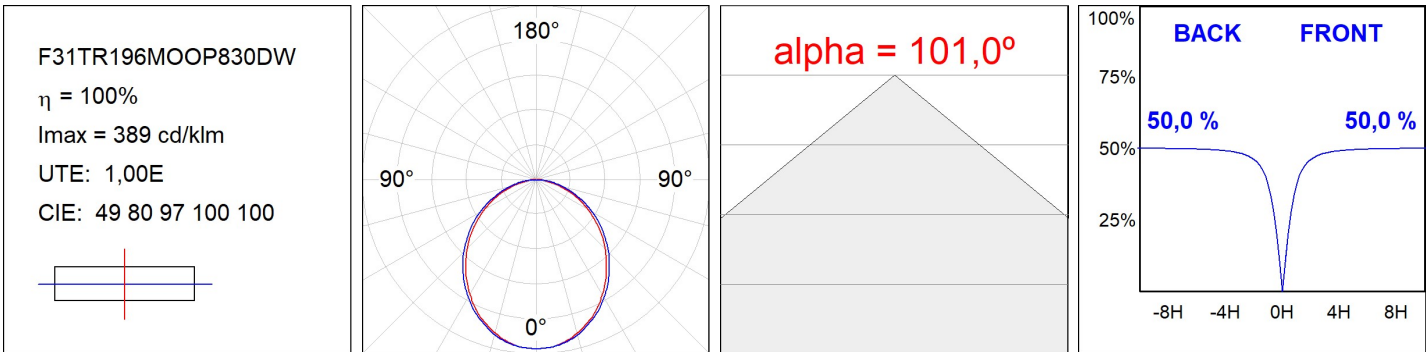 F31TR196MOOP830DW
η = 100%
Imax = 389 cd/klm
UTE: 1,00E
CIE: 49 80 97 100 100
180°
90° 90°
0°
alpha = 101,0º
100%
BACK FRONT
75%
50,0 % 50,0 %
50%
25%
-8H -4H 0H 4H 8H